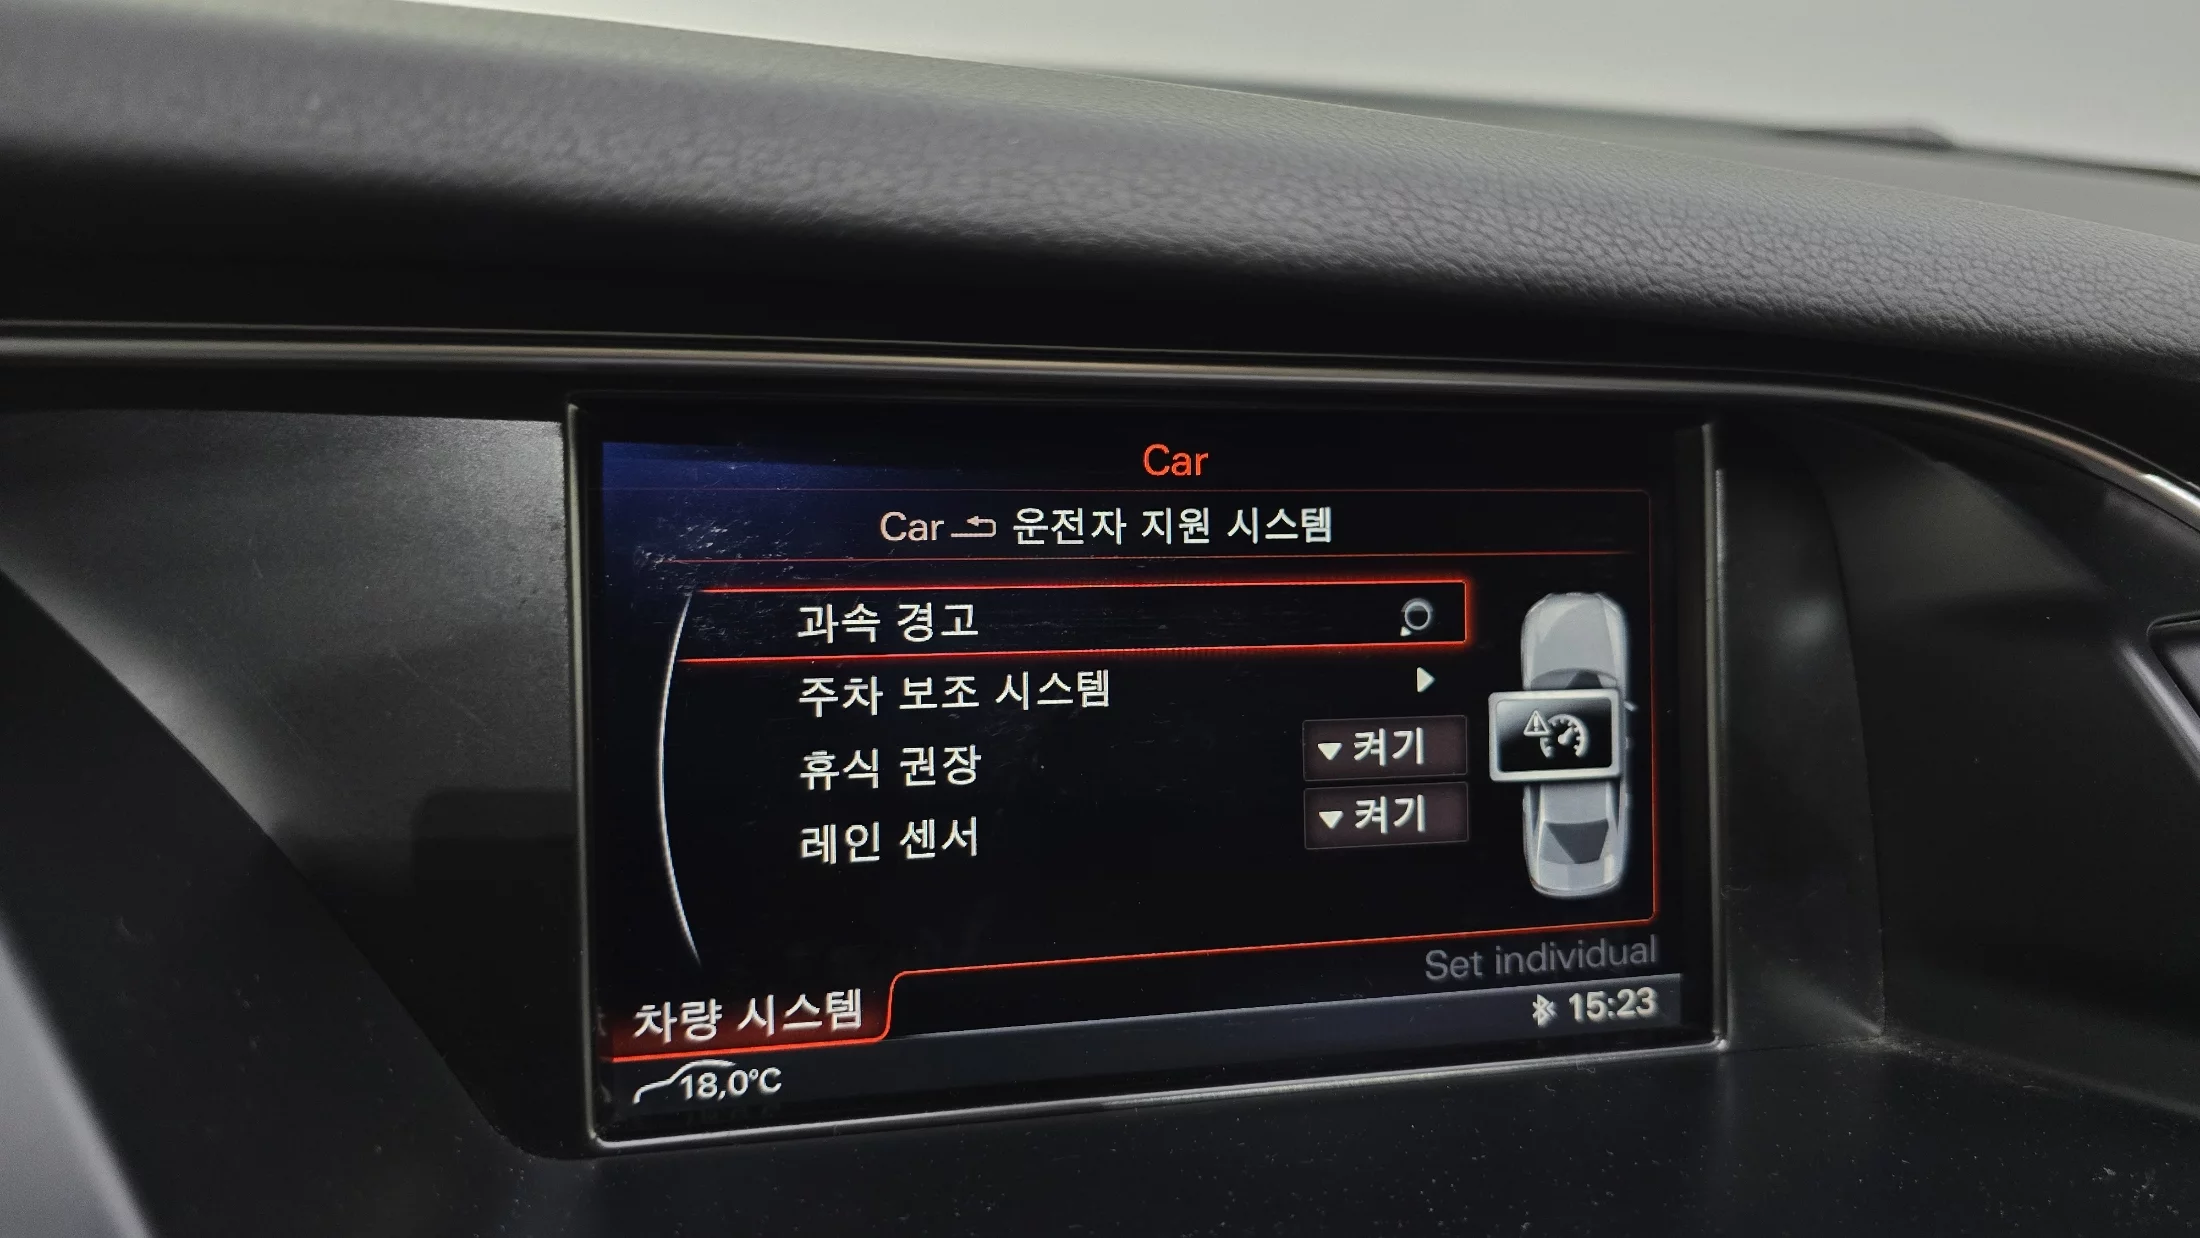 Car
Car 운전자 지원 시스템
과속 경고
주차 보조 시스템
휴식 권장 켜기
레인 센서 켜기
Set individual
차량 시스템
15:23
18,0°C